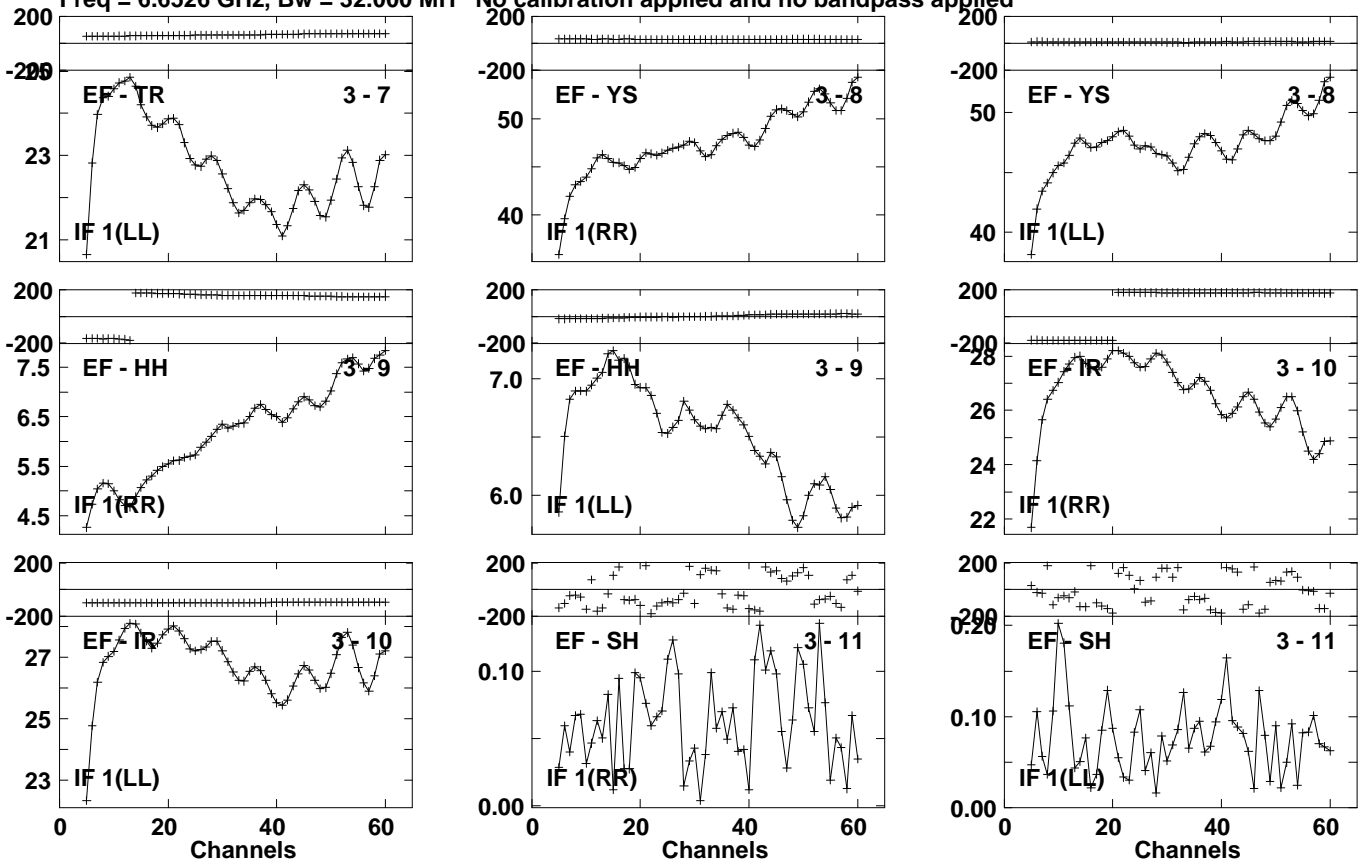 Freq = 6.6526 GHz, Bw = 32.000 MH No calibration applied and no bandpass applied
200
-200
25
23
21
EF - TR
3 - 7
IF 1(LL)
200
-200
50
40
EF - YS
3 - 8
IF 1(RR)
200
-200
50
40
EF - YS
3 - 8
IF 1(LL)
200
-200
7.5
6.5
5.5
4.5
EF - HH
3 - 9
IF 1(RR)
200
-200
7.0
6.0
EF - HH
3 - 9
IF 1(LL)
200
-200
28
26
24
22
EF - IR
3 - 10
IF 1(RR)
200
-200
27
25
23
EF - IR
3 - 10
IF 1(LL)
0 20 40 60
Channels
200
-200
0.10
0.00
EF - SH
3 - 11
IF 1(RR)
0 20 40 60
Channels
200
-200
0.20
0.10
0.00
EF - SH
3 - 11
IF 1(LL)
0 20 40 60
Channels